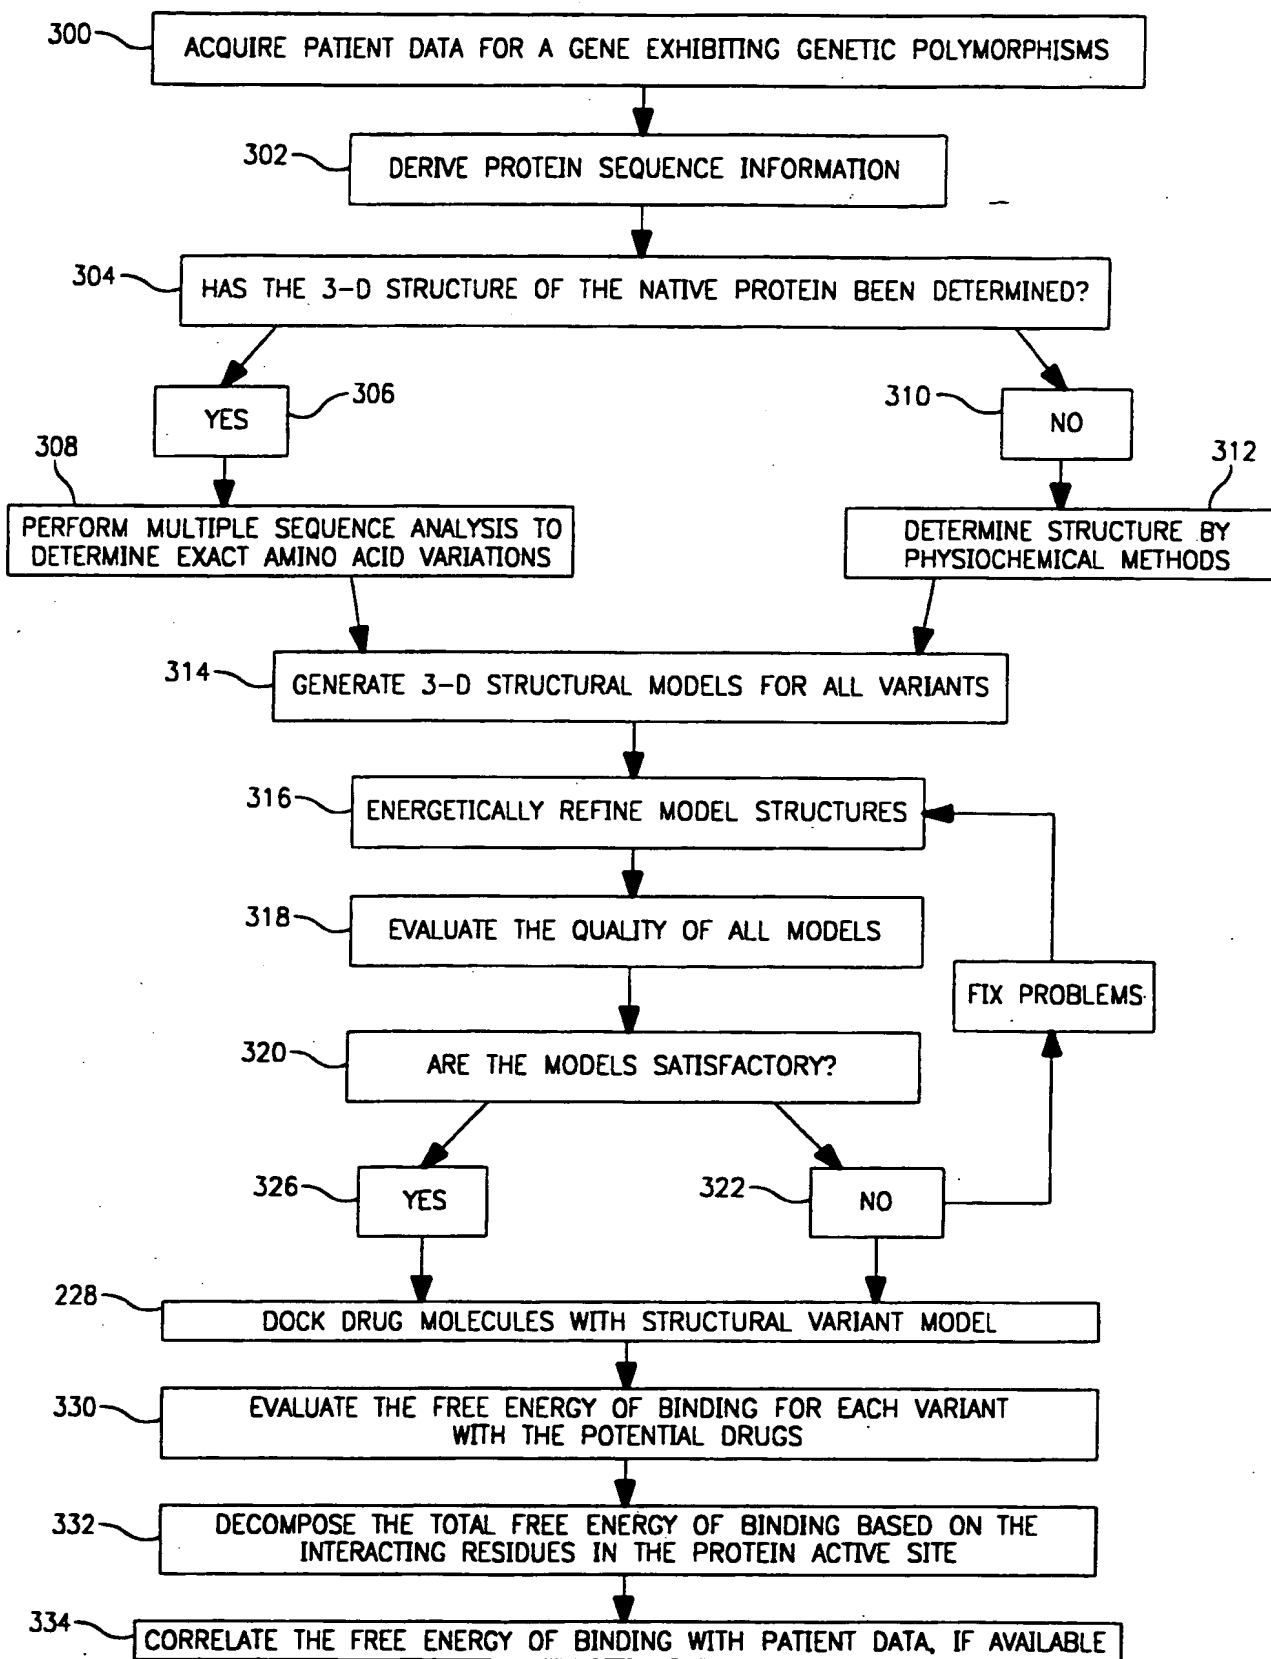 300
ACQUIRE PATIENT DATA FOR A GENE EXHIBITING GENETIC POLYMORPHISMS
302
DERIVE PROTEIN SEQUENCE INFORMATION
304
HAS THE 3-D STRUCTURE OF THE NATIVE PROTEIN BEEN DETERMINED?
YES
306
310
NO
308
PERFORM MULTIPLE SEQUENCE ANALYSIS TO
DETERMINE EXACT AMINO ACID VARIATIONS
312
DETERMINE STRUCTURE BY
PHYSIOCHEMICAL METHODS
314
GENERATE 3-D STRUCTURAL MODELS FOR ALL VARIANTS
316
ENERGETICALLY REFINE MODEL STRUCTURES
318
EVALUATE THE QUALITY OF ALL MODELS
FIX PROBLEMS
320
ARE THE MODELS SATISFACTORY?
326
YES
322
NO
228
DOCK DRUG MOLECULES WITH STRUCTURAL VARIANT MODEL
330
EVALUATE THE FREE ENERGY OF BINDING FOR EACH VARIANT
WITH THE POTENTIAL DRUGS
332
DECOMPOSE THE TOTAL FREE ENERGY OF BINDING BASED ON THE
INTERACTING RESIDUES IN THE PROTEIN ACTIVE SITE
334
CORRELATE THE FREE ENERGY OF BINDING WITH PATIENT DATA, IF AVAILABLE